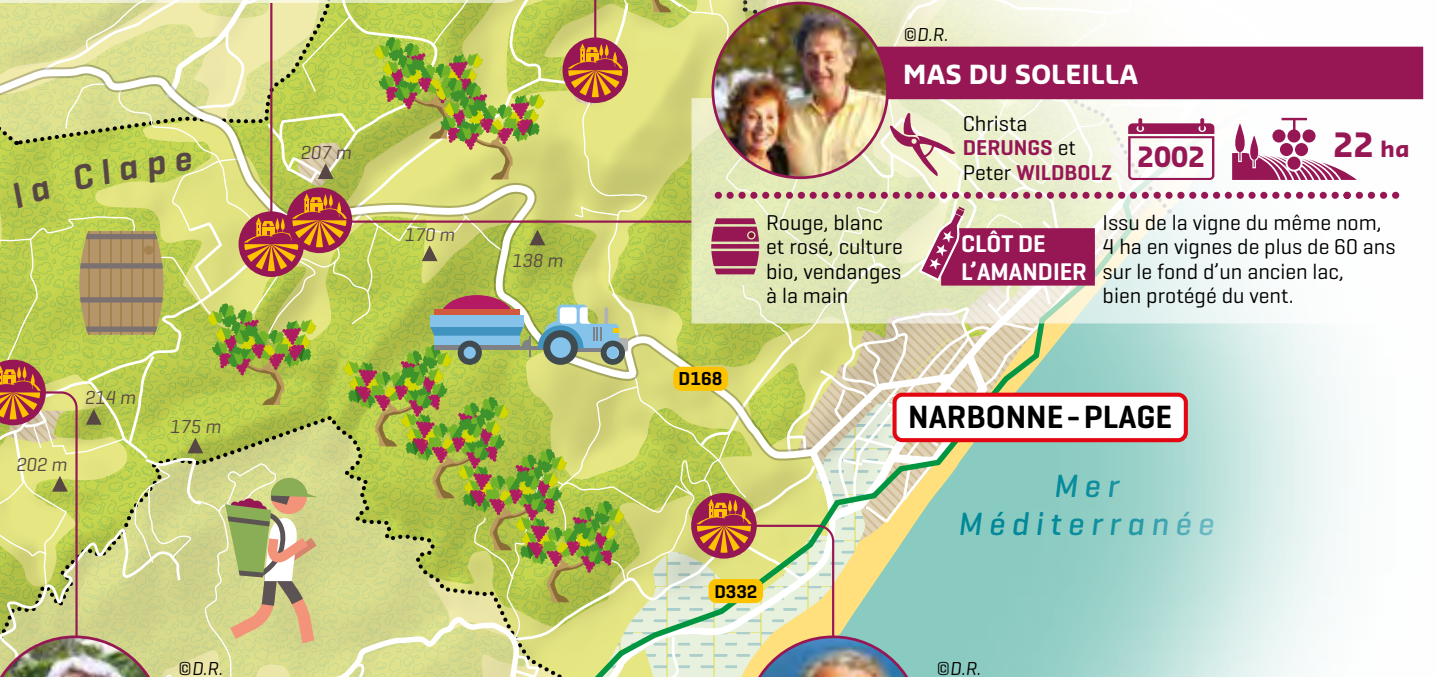 ©D.R.
MAS DU SOLEILLA
Christa
DERUNGS et
Peter WILDBOLZ
2002
22 ha
Rouge, blanc
et rosé, culture
bio, vendanges
à la main
CLÔT DE
L’AMANDIER
Issu de la vigne du même nom,
4 ha en vignes de plus de 60 ans
sur le fond d’un ancien lac,
bien protégé du vent.
la Clape
207 m
170 m
138 m
D168
214 m
175 m
202 m
NARBONNE-PLAGE
Mer
Méditerranée
D332
©D.R.
©D.R.